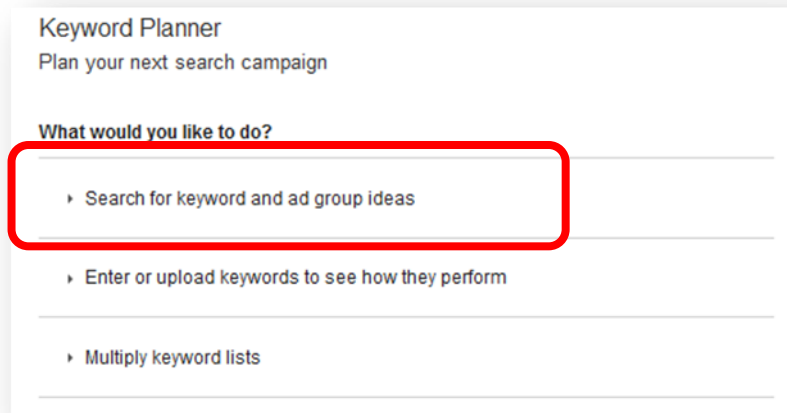 Keyword Planner
Plan your next search campaign
What would you like to do?
Search for keyword and ad group ideas
Enter or upload keywords to see how they perform
Multiply keyword lists